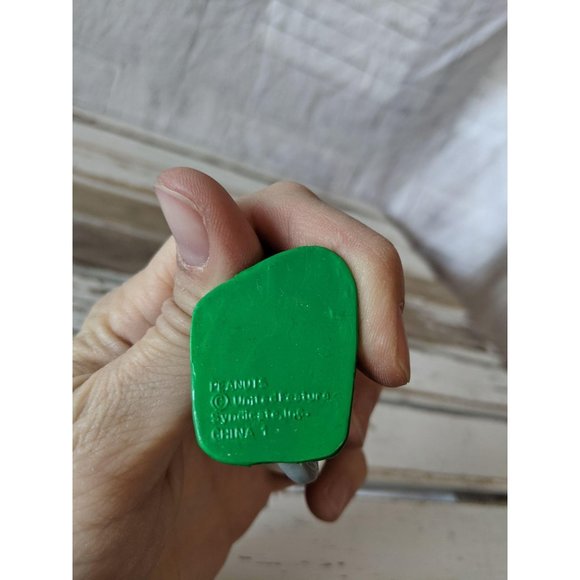 PEANUTS
© United Feature
Syndicate, Inc.
CHINA